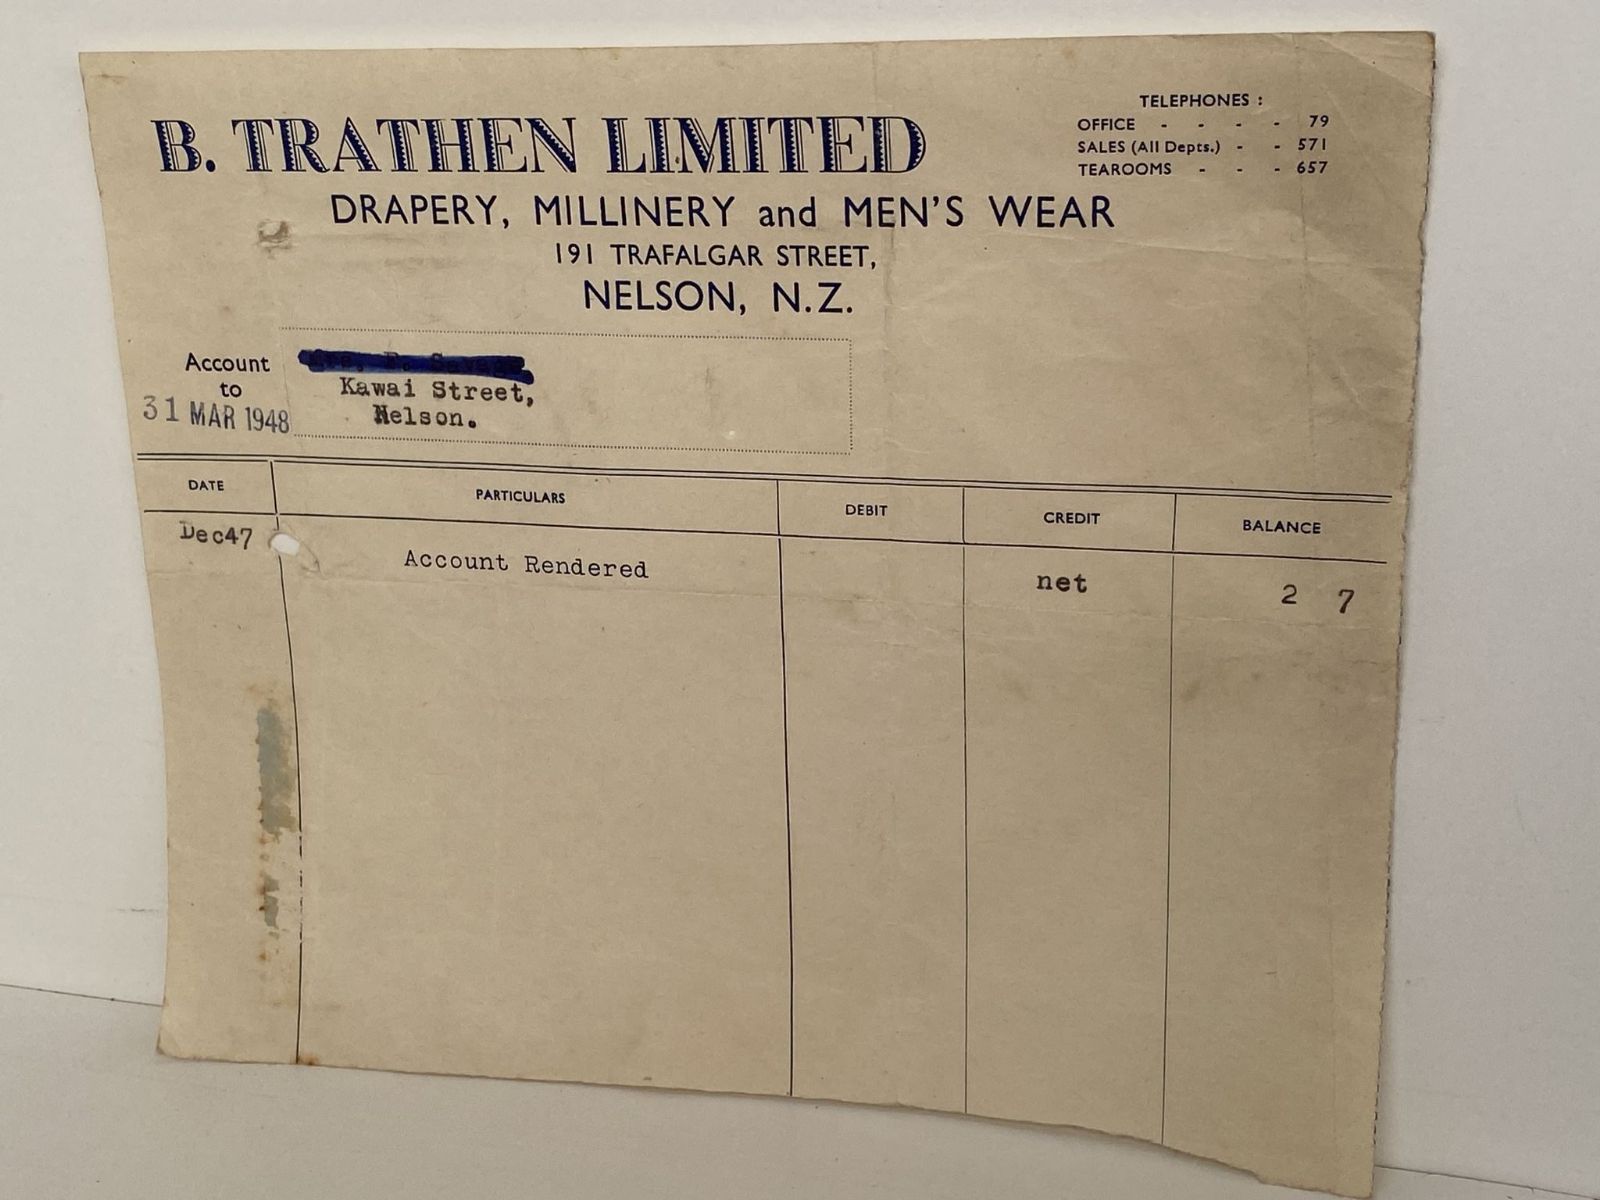 B. TRATHEN LIMITED
TELEPHONES :
OFFICE - - - - 79
SALES (All Depts.) - - 571
TEAROOMS - - - 657
DRAPERY, MILLINERY and MEN'S WEAR
191 TRAFALGAR STREET,
NELSON, N.Z.
Account
to
31 MAR 1948
Kawai Street,
Nelson.
DATE PARTICULARS DEBIT CREDIT BALANCE
Dec47 Account Rendered net 2 7